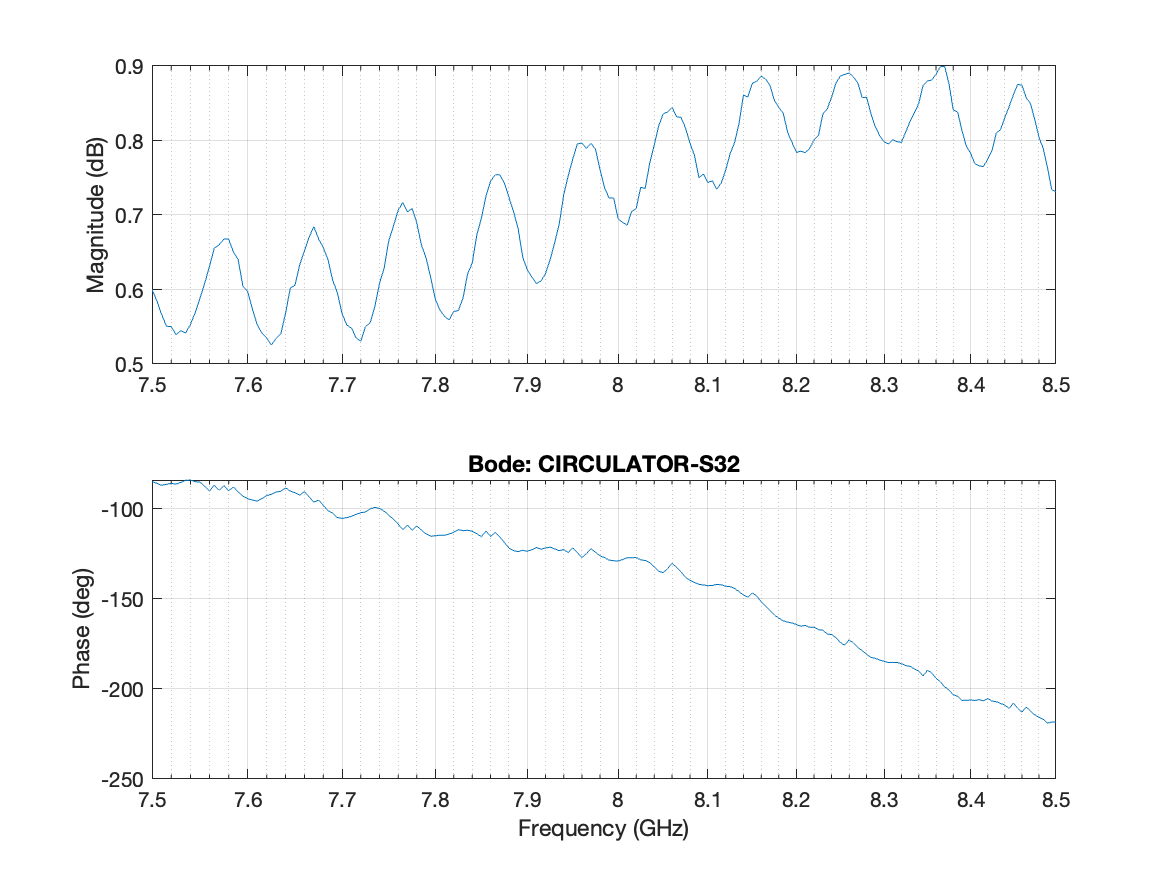 Magnitude (dB)
0.9
0.8
0.7
0.6
0.5
7.5 7.6 7.7 7.8 7.9 8 8.1 8.2 8.3 8.4 8.5
Bode: CIRCULATOR-S32
Phase (deg)
-100
-150
-200
-250
7.5 7.6 7.7 7.8 7.9 8 8.1 8.2 8.3 8.4 8.5
Frequency (GHz)